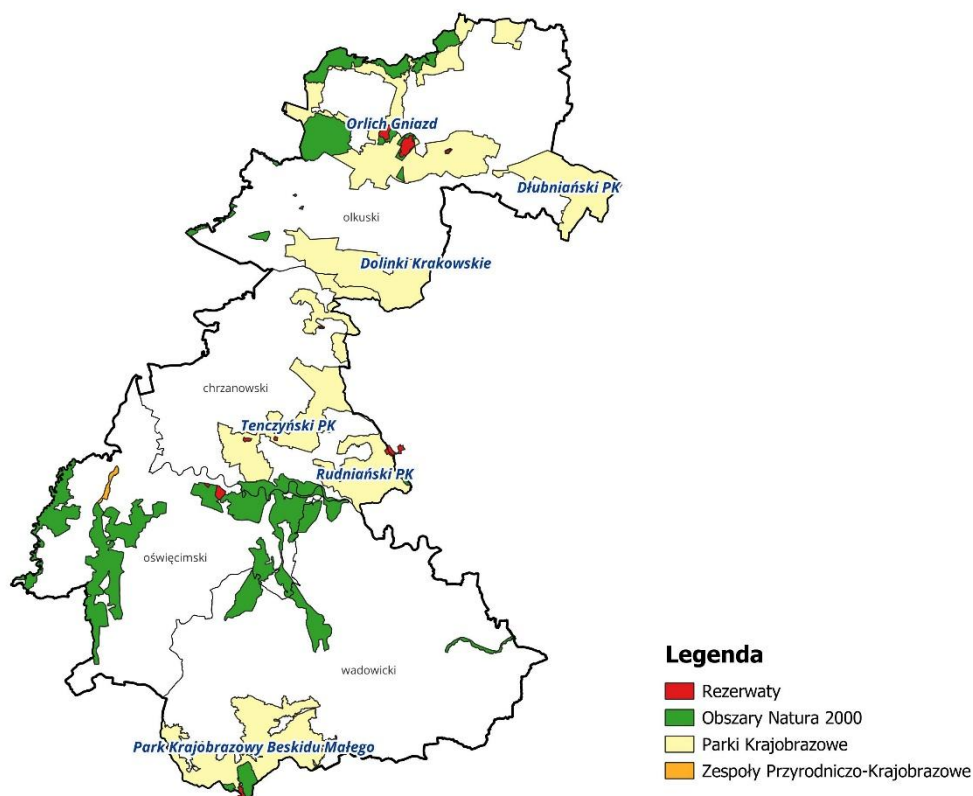 Orlich Gniazd
Dłubniański PK
olkuski
Dolinki Krakowskie
chrzanowski
Tenczyński PK
Rudniański PK
oświęcimski
wadowicki
Park Krajobrazowy Beskidu Małego
Legenda
Rezerwaty
Obszary Natura 2000
Parki Krajobrazowe
Zespoły Przyrodniczo-Krajobrazowe